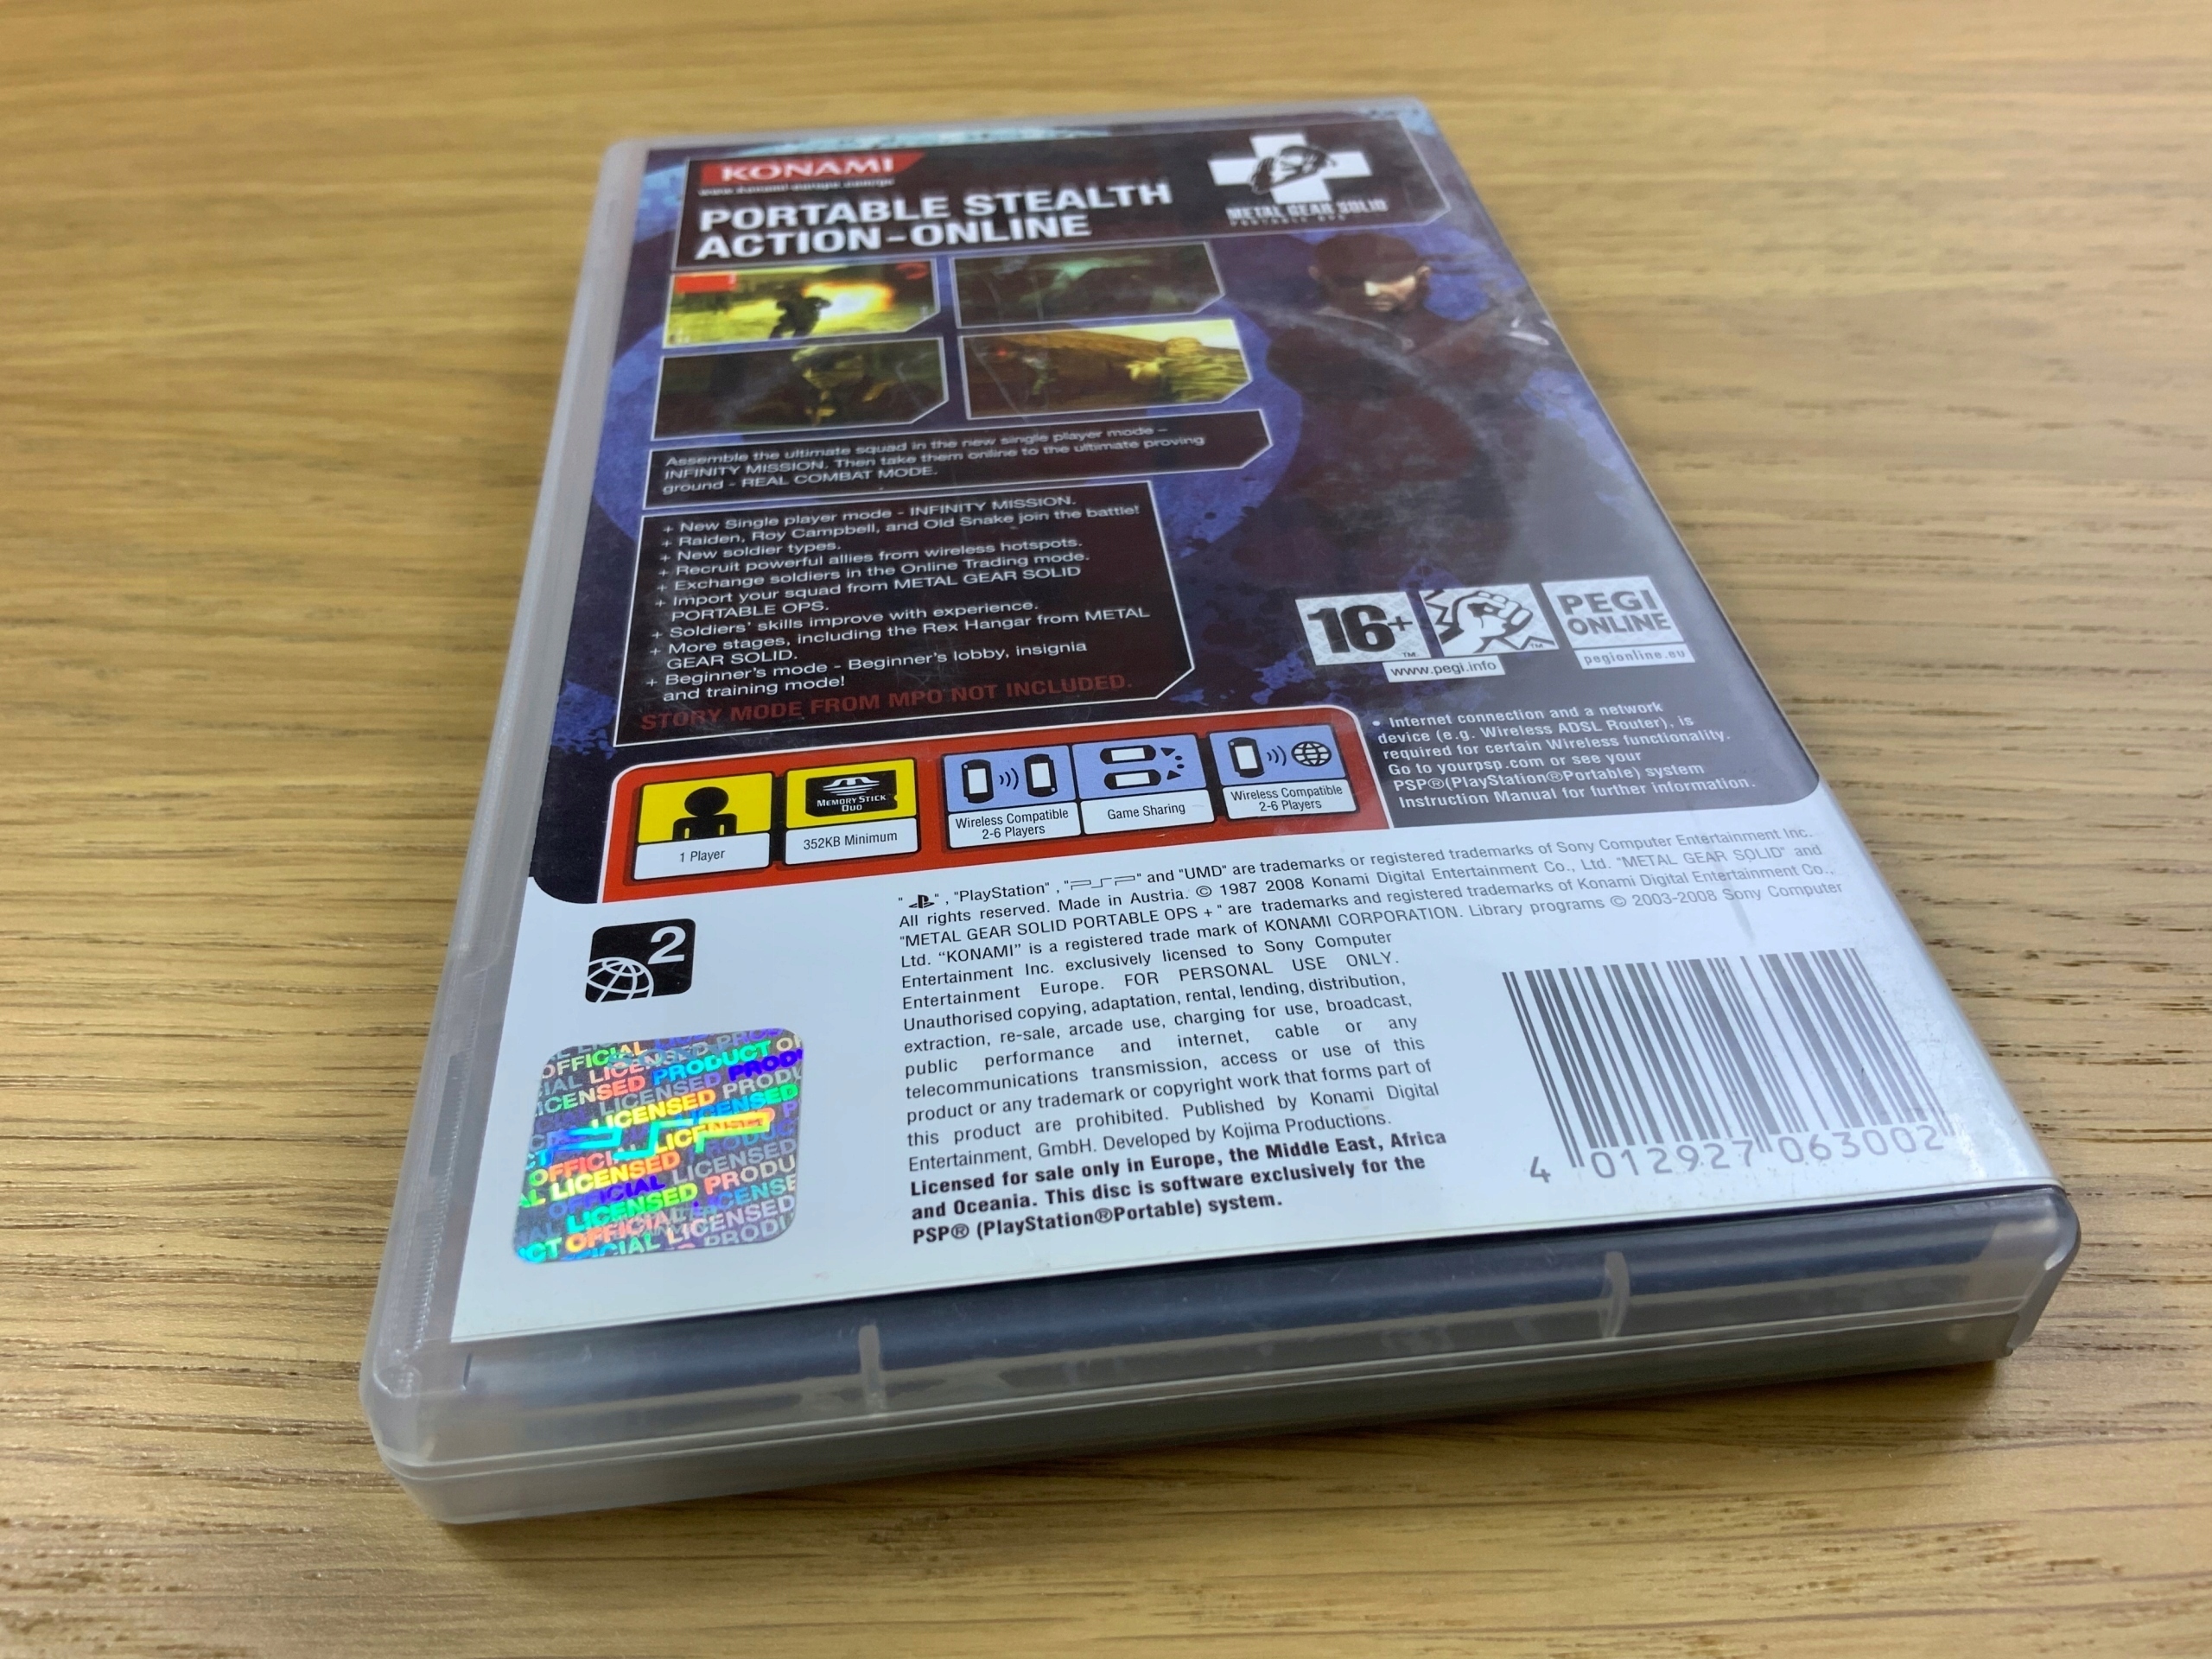 KONAMI
PORTABLE STEALTH
ACTION-ONLINE
METAL GEAR SOLID
Assemble the ultimate squad in the new single player mode –
INFINITY MISSION. Then take them online to the ultimate proving
ground - REAL COMBAT MODE.
+ New Single player mode - INFINITY MISSION.
+ Raiden, Roy Campbell, and Old Snake join the battle!
+ New soldier types.
+ Recruit powerful allies from wireless hotspots.
+ Exchange soldiers in the Online Trading mode.
+ Import your squad from METAL GEAR SOLID
PORTABLE OPS.
+ Soldiers' skills improve with experience.
+ More stages, including the Rex Hangar from METAL
GEAR SOLID.
+ Beginner's mode - Beginner's lobby, insignia
and training mode!
STORY MODE FROM MPO NOT INCLUDED.
16+™
™
www.pegi.info
PEGI
ONLINE
pegionline.eu
• Internet connection and a network
device (e.g. Wireless ADSL Router), is
required for certain Wireless functionality.
Go to yourpsp.com or see your
PSP®(PlayStation®Portable) system
Instruction Manual for further information.
1 Player
MEMORY STICK
DUO
352KB Minimum
Wireless Compatible
2-6 Players
Game Sharing
Wireless Compatible
2-6 Players
2
" ", "PlayStation", "PSP" and "UMD" are trademarks or registered trademarks of Sony Computer Entertainment Inc.
All rights reserved. Made in Austria. © 1987 2008 Konami Digital Entertainment Co., Ltd. "METAL GEAR SOLID" and
"METAL GEAR SOLID PORTABLE OPS +" are trademarks and registered trademarks of Konami Digital Entertainment Co.,
Ltd. "KONAMI" is a registered trade mark of KONAMI CORPORATION. Library programs © 2003-2008 Sony Computer
Entertainment Inc. exclusively licensed to Sony Computer
Entertainment Europe. FOR PERSONAL USE ONLY.
Unauthorised copying, adaptation, rental, lending, distribution,
extraction, re-sale, arcade use, charging for use, broadcast,
public performance and internet, cable or any
telecommunications transmission, access or use of this
product or any trademark or copyright work that forms part of
this product are prohibited. Published by Konami Digital
Entertainment, GmbH. Developed by Kojima Productions.
Licensed for sale only in Europe, the Middle East, Africa
and Oceania. This disc is software exclusively for the
PSP® (PlayStation®Portable) system.
OFFICIAL LICENSED PRODUCT
PSP
4 012927 063002